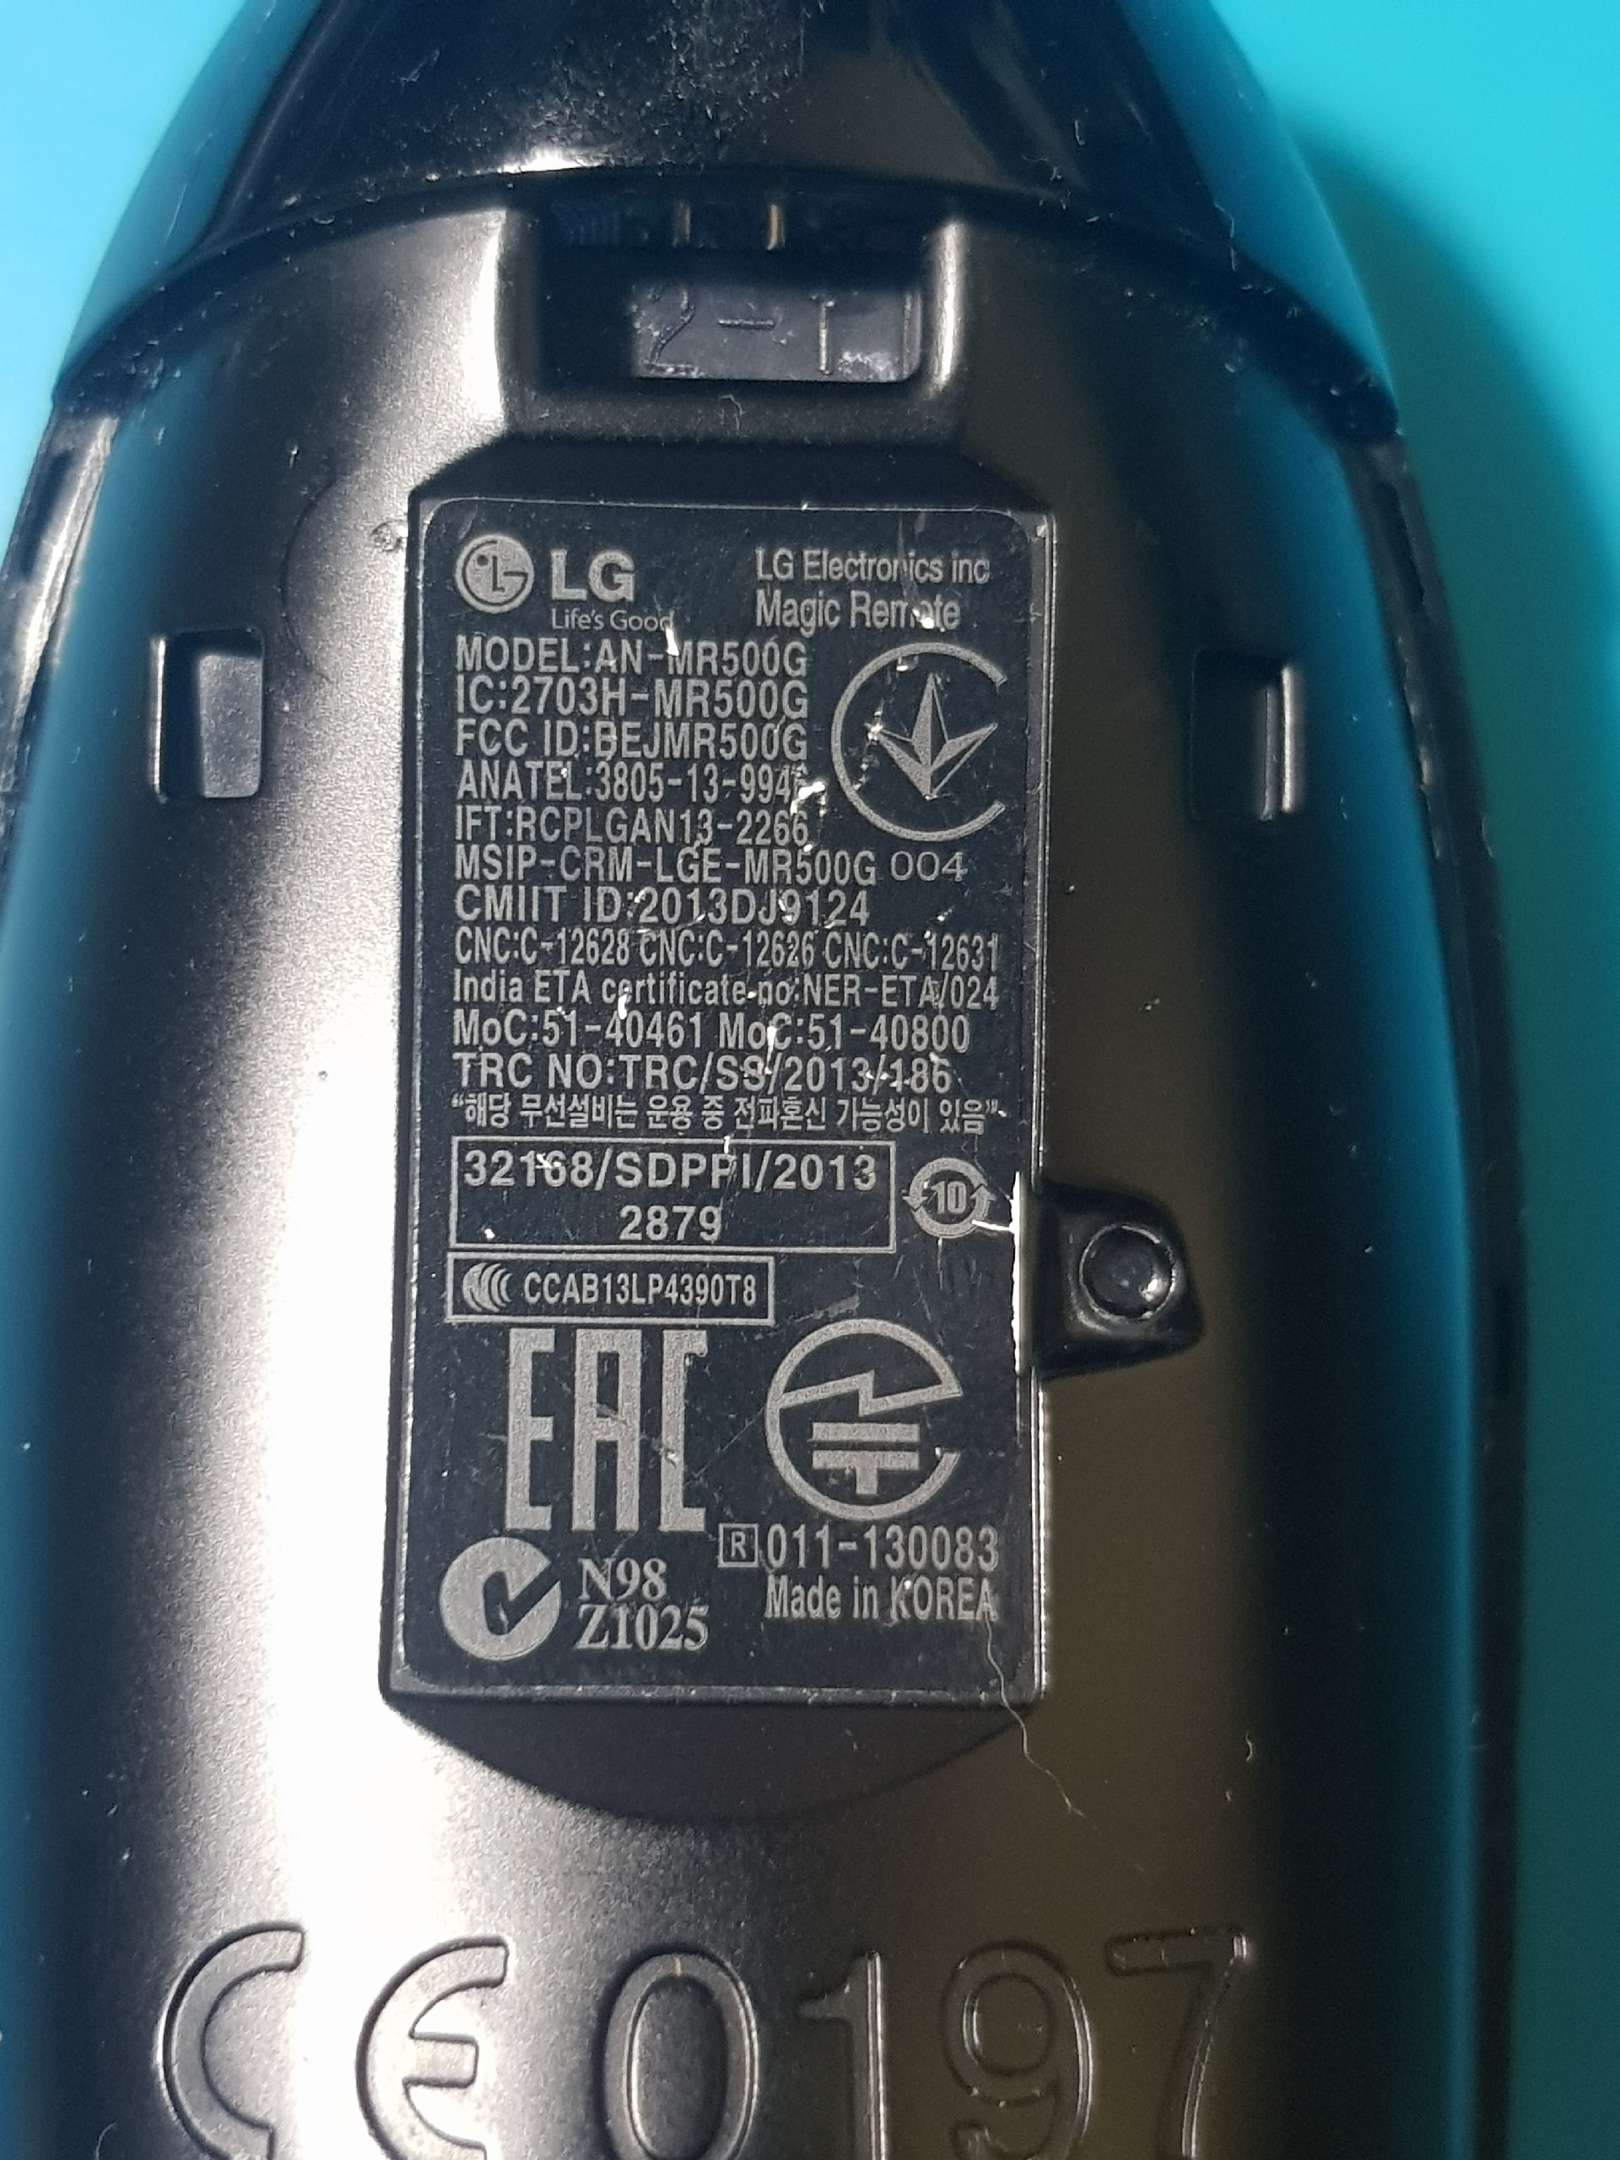 2-1
LG
Life's Good
LG Electronics inc
Magic Remote
MODEL:AN-MR500G
IC:2703H-MR500G
FCC ID:BEJMR500G
ANATEL:
IFT:RCPLGAN13-2266
MSIP-CRM-LGE-MR500G 004
CMIIT ID:2013DJ9124
CNC:C-12628 CNC:C-12626 CNC:C-12631
India ETA certificate no:NER-ETA/024
MoC:51-40461 MoC:51-40800
TRC NO:TRC/SS/2013/186
"해당 무선설비는 운용 중 전파혼신 가능성이 있음"
32168/SDPPI/2013
2879
10
CCAB13LP4390T8
EAC
R 011-130083
N98
Z1025
Made in KOREA
CE0197